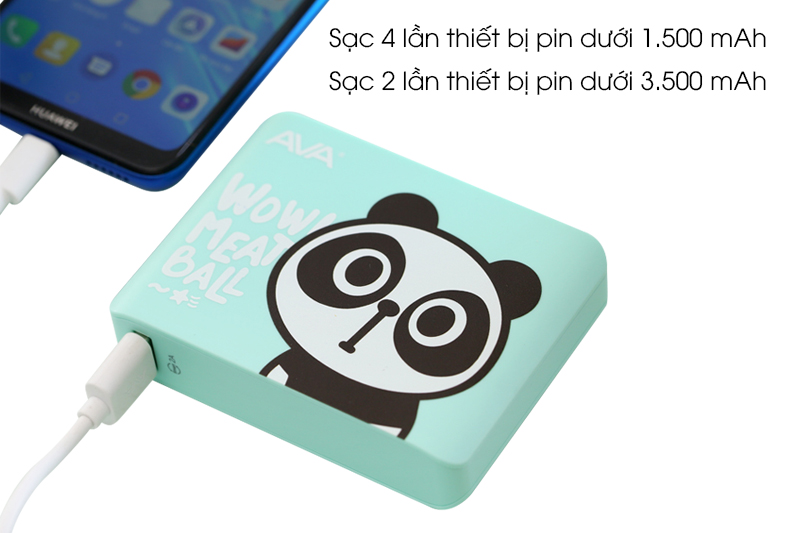 Sạc 4 lần thiết bị pin dưới 1.500 mAh
Sạc 2 lần thiết bị pin dưới 3.500 mAh
HUAWEI
AVA
WOW!
MEAT
BALL